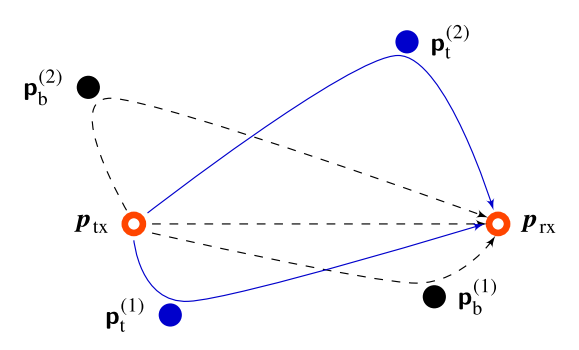 p_t^(2)
p_b^(2)
p_tx
p_rx
p_b^(1)
p_t^(1)